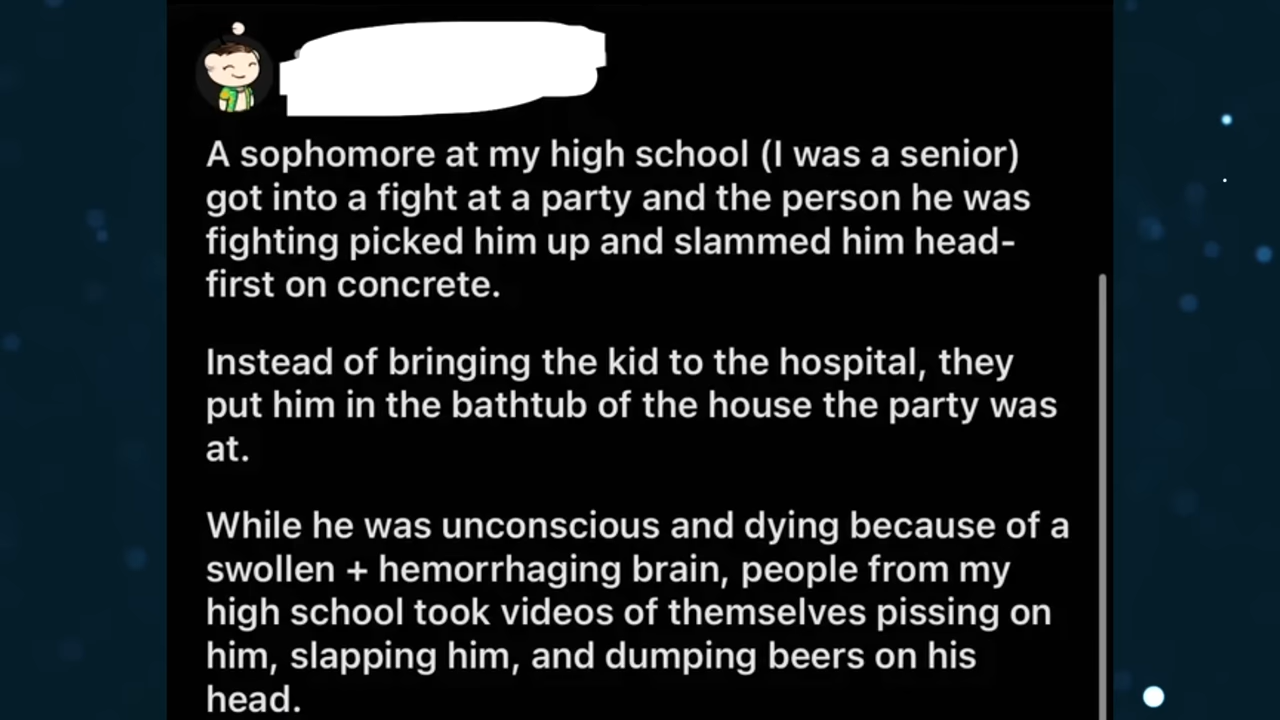 A sophomore at my high school (I was a senior)
got into a fight at a party and the person he was
fighting picked him up and slammed him head-
first on concrete.
Instead of bringing the kid to the hospital, they
put him in the bathtub of the house the party was
at.
While he was unconscious and dying because of a
swollen + hemorrhaging brain, people from my
high school took videos of themselves pissing on
him, slapping him, and dumping beers on his
head.